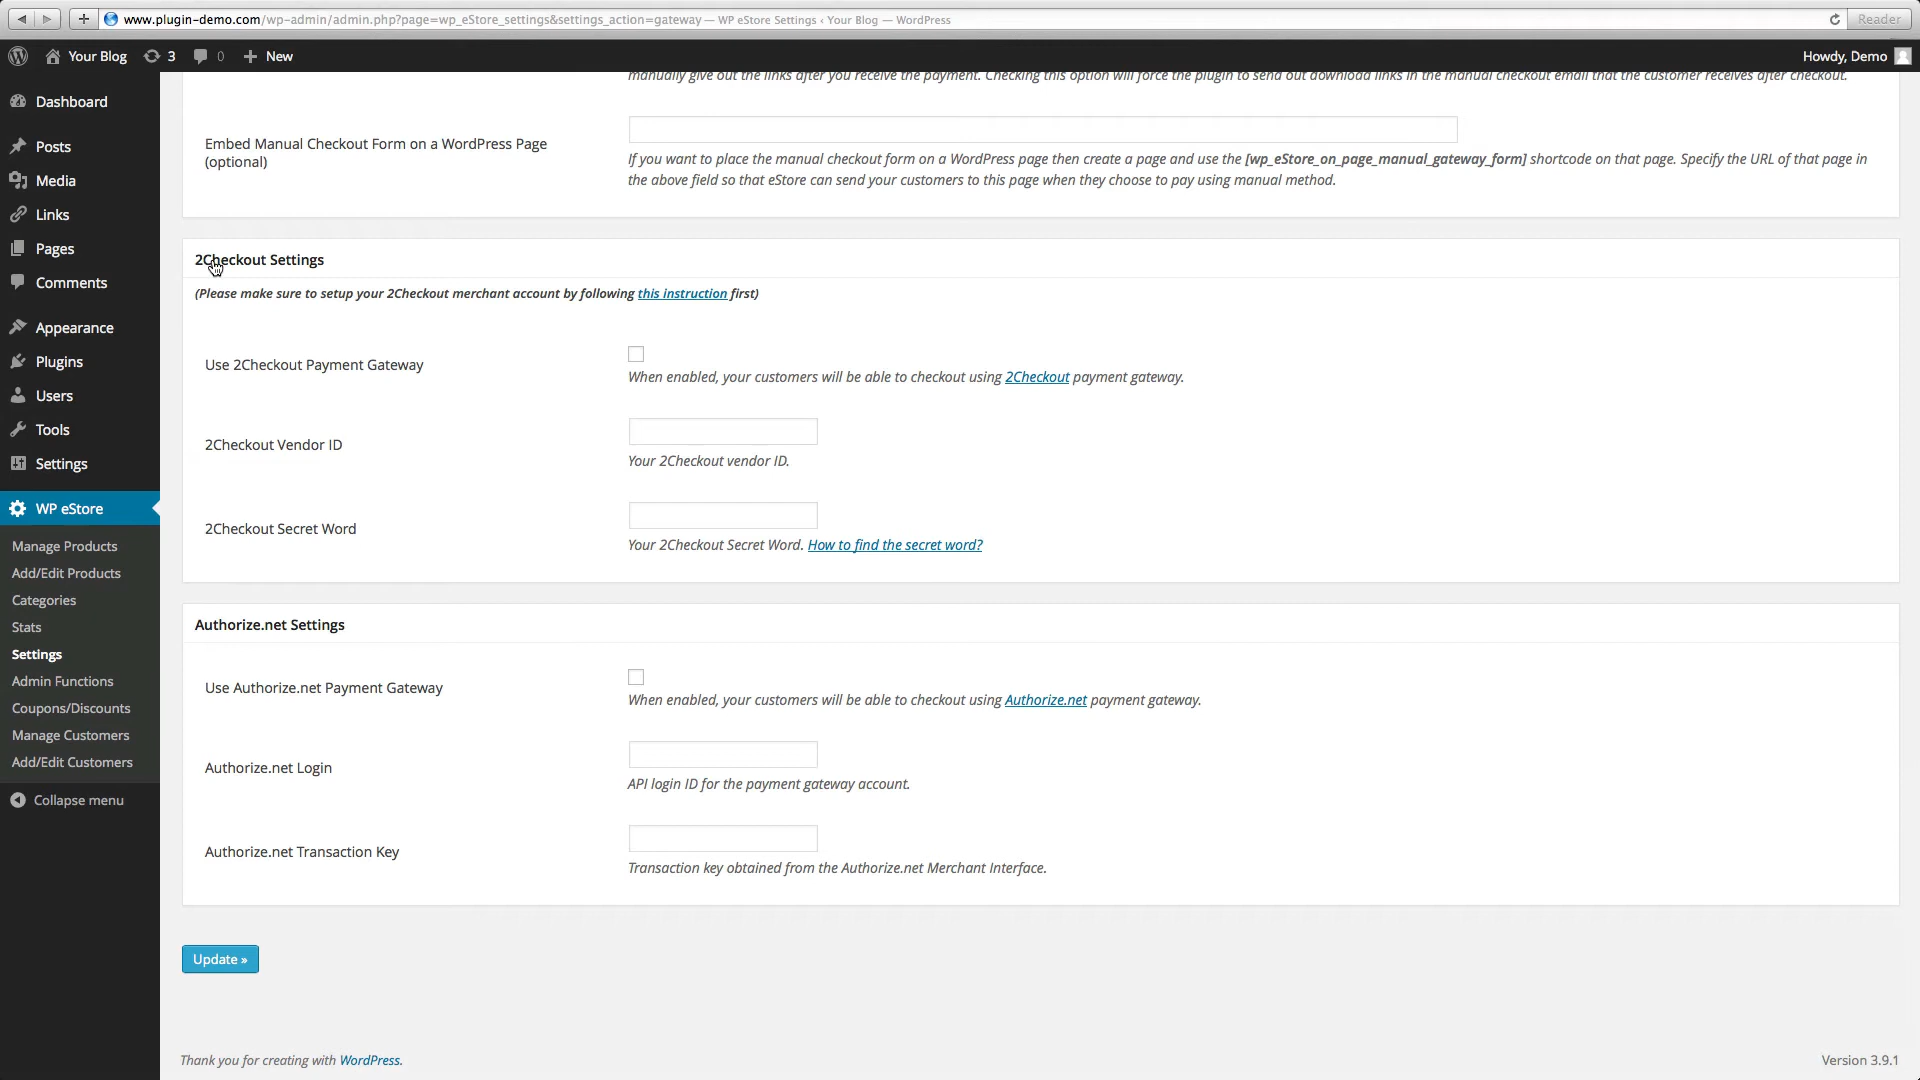 www.plugin-demo.com/wp-admin/admin.php?page=wp_eStore_settings&settings_action=gateway — WP eStore Settings ‹ Your Blog — WordPress
Reader
Your Blog 3 0 + New
Howdy, Demo
manually give out the links after you receive the payment. Checking this option will force the plugin to send out download links in the manual checkout email that the customer receives after checkout.
Dashboard
Posts
Media
Links
Pages
Comments
Appearance
Plugins
Users
Tools
Settings
WP eStore
Manage Products
Add/Edit Products
Categories
Stats
Settings
Admin Functions
Coupons/Discounts
Manage Customers
Add/Edit Customers
Collapse menu
Embed Manual Checkout Form on a WordPress Page
(optional)
If you want to place the manual checkout form on a WordPress page then create a page and use the [wp_eStore_on_page_manual_gateway_form] shortcode on that page. Specify the URL of that page in
the above field so that eStore can send your customers to this page when they choose to pay using manual method.
2Checkout Settings
(Please make sure to setup your 2Checkout merchant account by following this instruction first)
Use 2Checkout Payment Gateway
When enabled, your customers will be able to checkout using 2Checkout payment gateway.
2Checkout Vendor ID
Your 2Checkout vendor ID.
2Checkout Secret Word
Your 2Checkout Secret Word. How to find the secret word?
Authorize.net Settings
Use Authorize.net Payment Gateway
When enabled, your customers will be able to checkout using Authorize.net payment gateway.
Authorize.net Login
API login ID for the payment gateway account.
Authorize.net Transaction Key
Transaction key obtained from the Authorize.net Merchant Interface.
Update »
Thank you for creating with WordPress.
Version 3.9.1